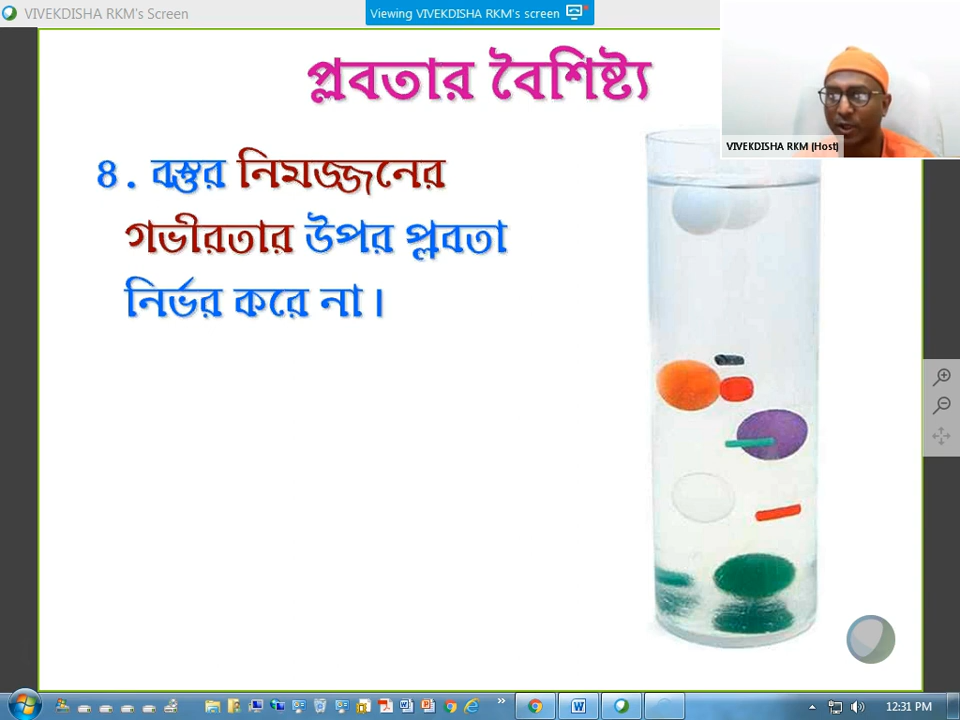 VIVEKDISHA RKM's Screen
Viewing VIVEKDISHA RKM's screen
প্লবতার বৈশিষ্ট্য
VIVEKDISHA RKM (Host)
8. বস্তুর নিমজ্জনের
গভীরতার উপর প্লবতা
নির্ভর করে না।
12:31 PM